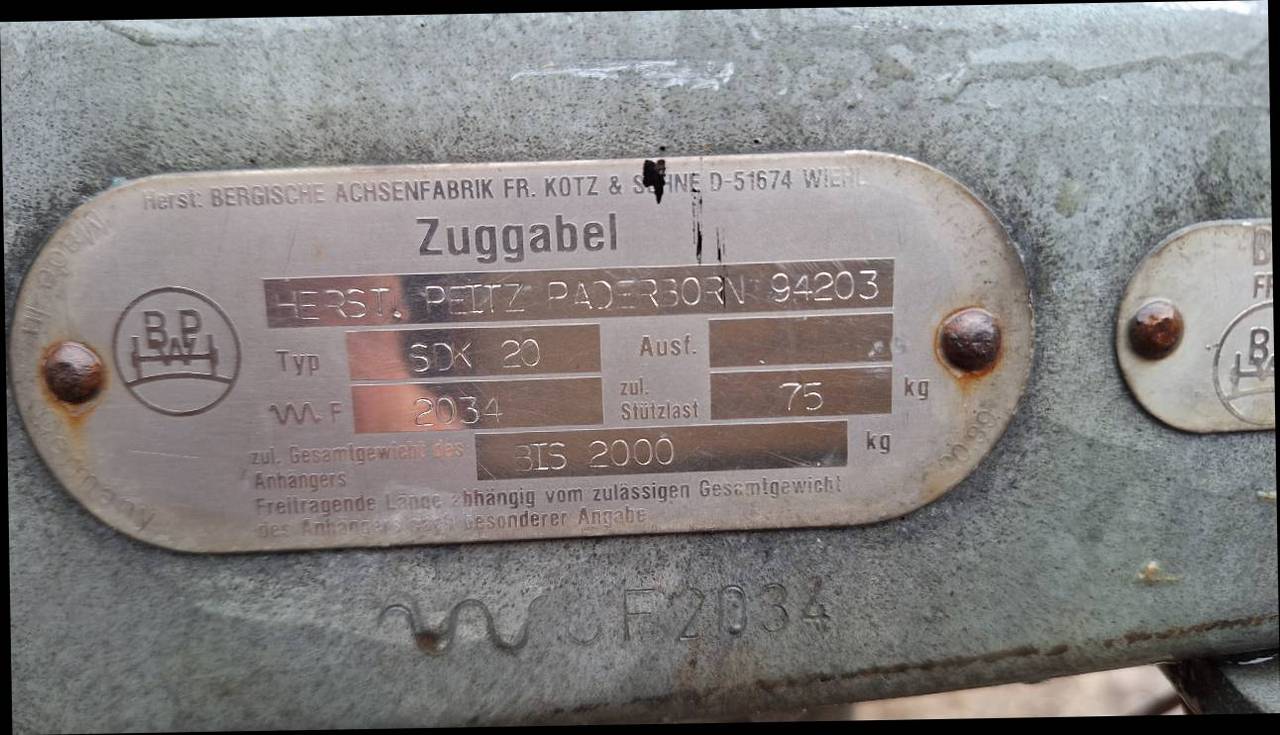 Herst: BERGISCHE ACHSENFABRIK FR. KOTZ & SÖHNE D-51674 WIEHL
Zuggabel
HERST. PEITZ PADERBORN 94203
BPW
Typ SDK 20 Ausf.
F 2034 zul. Stützlast 75 kg
zul. Gesamtgewicht des Anhängers BIS 2000 kg
Freitragende Länge abhängig vom zulässigen Gesamtgewicht
des Anhängers nach besonderer Angabe
F 2034